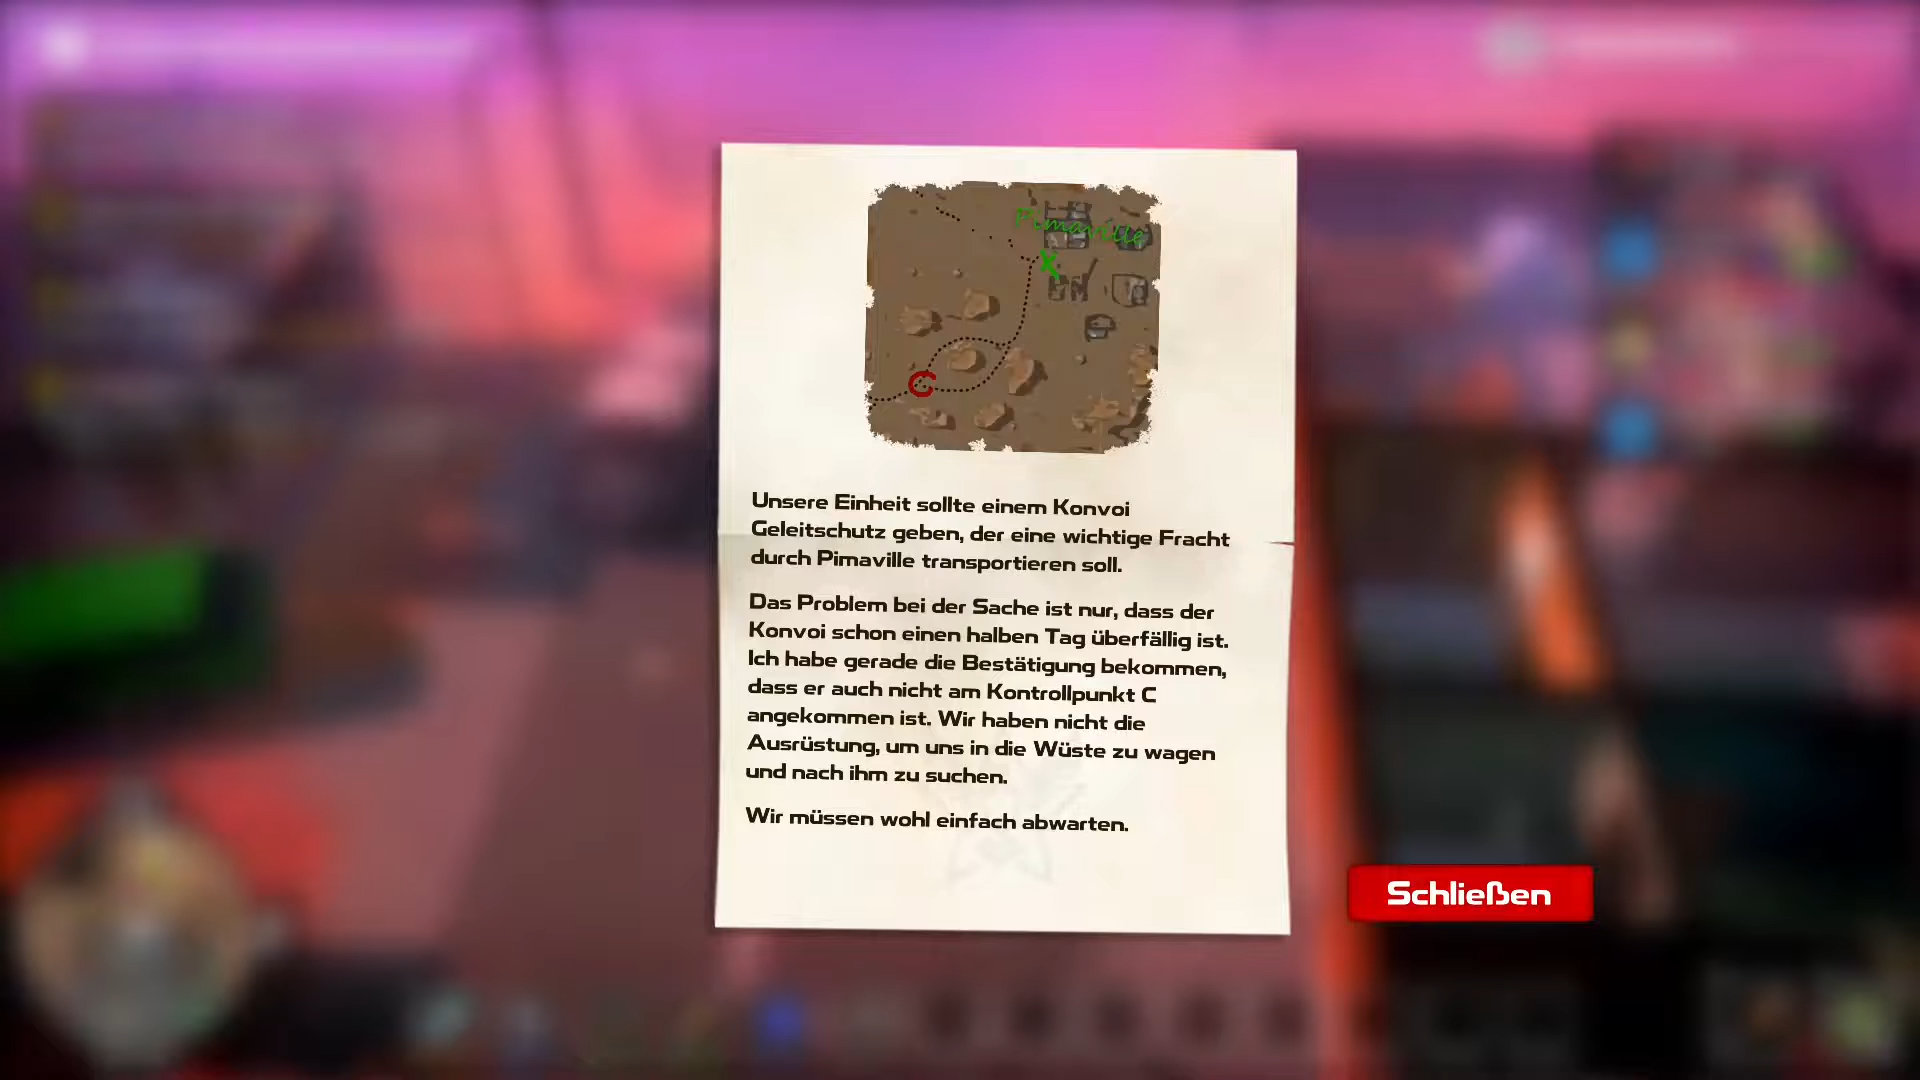 Pimaville
X
C
Unsere Einheit sollte einem Konvoi
Geleitschutz geben, der eine wichtige Fracht
durch Pimaville transportieren soll.
Das Problem bei der Sache ist nur, dass der
Konvoi schon einen halben Tag überfällig ist.
Ich habe gerade die Bestätigung bekommen,
dass er auch nicht am Kontrollpunkt C
angekommen ist. Wir haben nicht die
Ausrüstung, um uns in die Wüste zu wagen
und nach ihm zu suchen.
Wir müssen wohl einfach abwarten.
Schließen